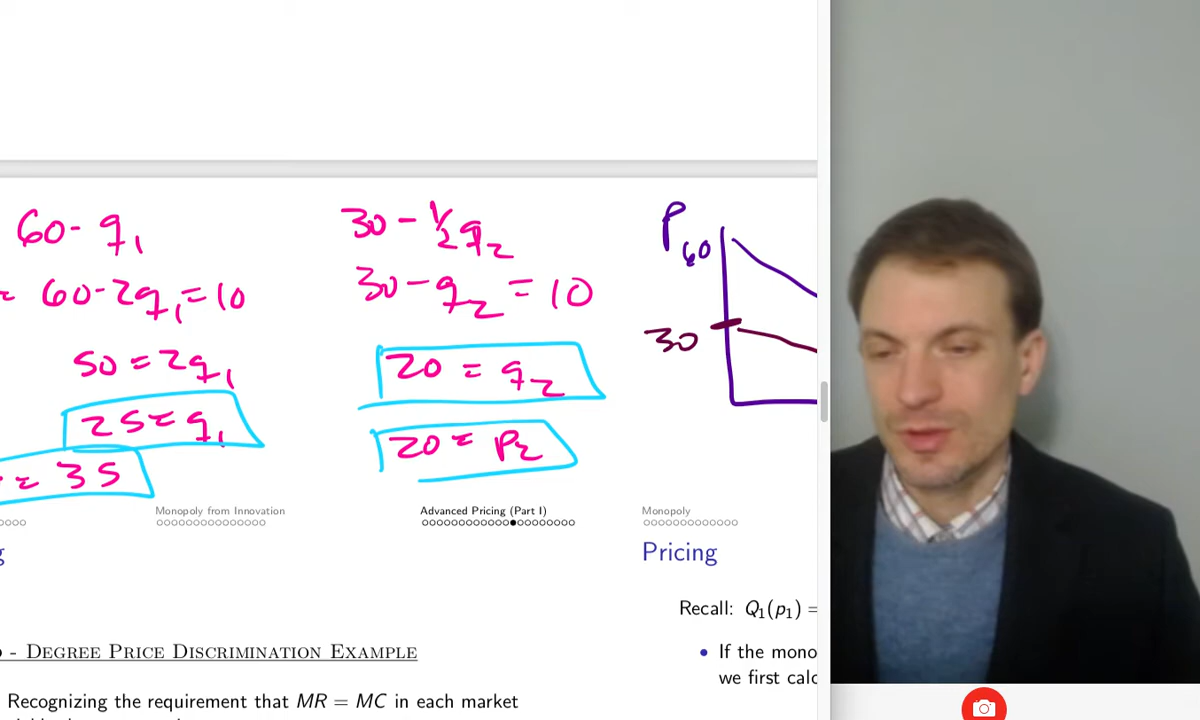 60 - q₁
60 - 2q₁ = 10
50 = 2q₁
25 = q₁
= 35
30 - ½q₂
30 - q₂ = 10
20 = q₂
20 = P₂
P
60
30
Monopoly from Innovation
Advanced Pricing (Part I)
Monopoly
Pricing
- DEGREE PRICE DISCRIMINATION EXAMPLE
Recognizing the requirement that MR = MC in each market
Recall: Q₁(p₁) =
• If the mono
we first calc